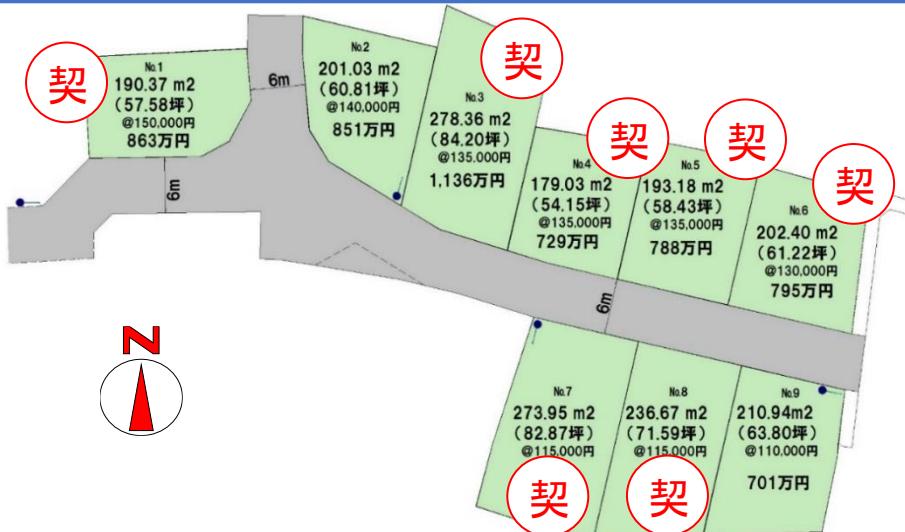 契
No.1
190.37 m2
(57.58坪)
@150,000円
863万円
6m
6m
No.2
201.03 m2
(60.81坪)
@140,000円
851万円
契
No.3
278.36 m2
(84.20坪)
@135,000円
1,136万円
契
No.4
179.03 m2
(54.15坪)
@135,000円
729万円
契
No.5
193.18 m2
(58.43坪)
@135,000円
788万円
契
No.6
202.40 m2
(61.22坪)
@130,000円
795万円
6m
N
No.7
273.95 m2
(82.87坪)
@115,000円
契
No.8
236.67 m2
(71.59坪)
@115,000円
契
No.9
210.94m2
(63.80坪)
@110,000円
701万円